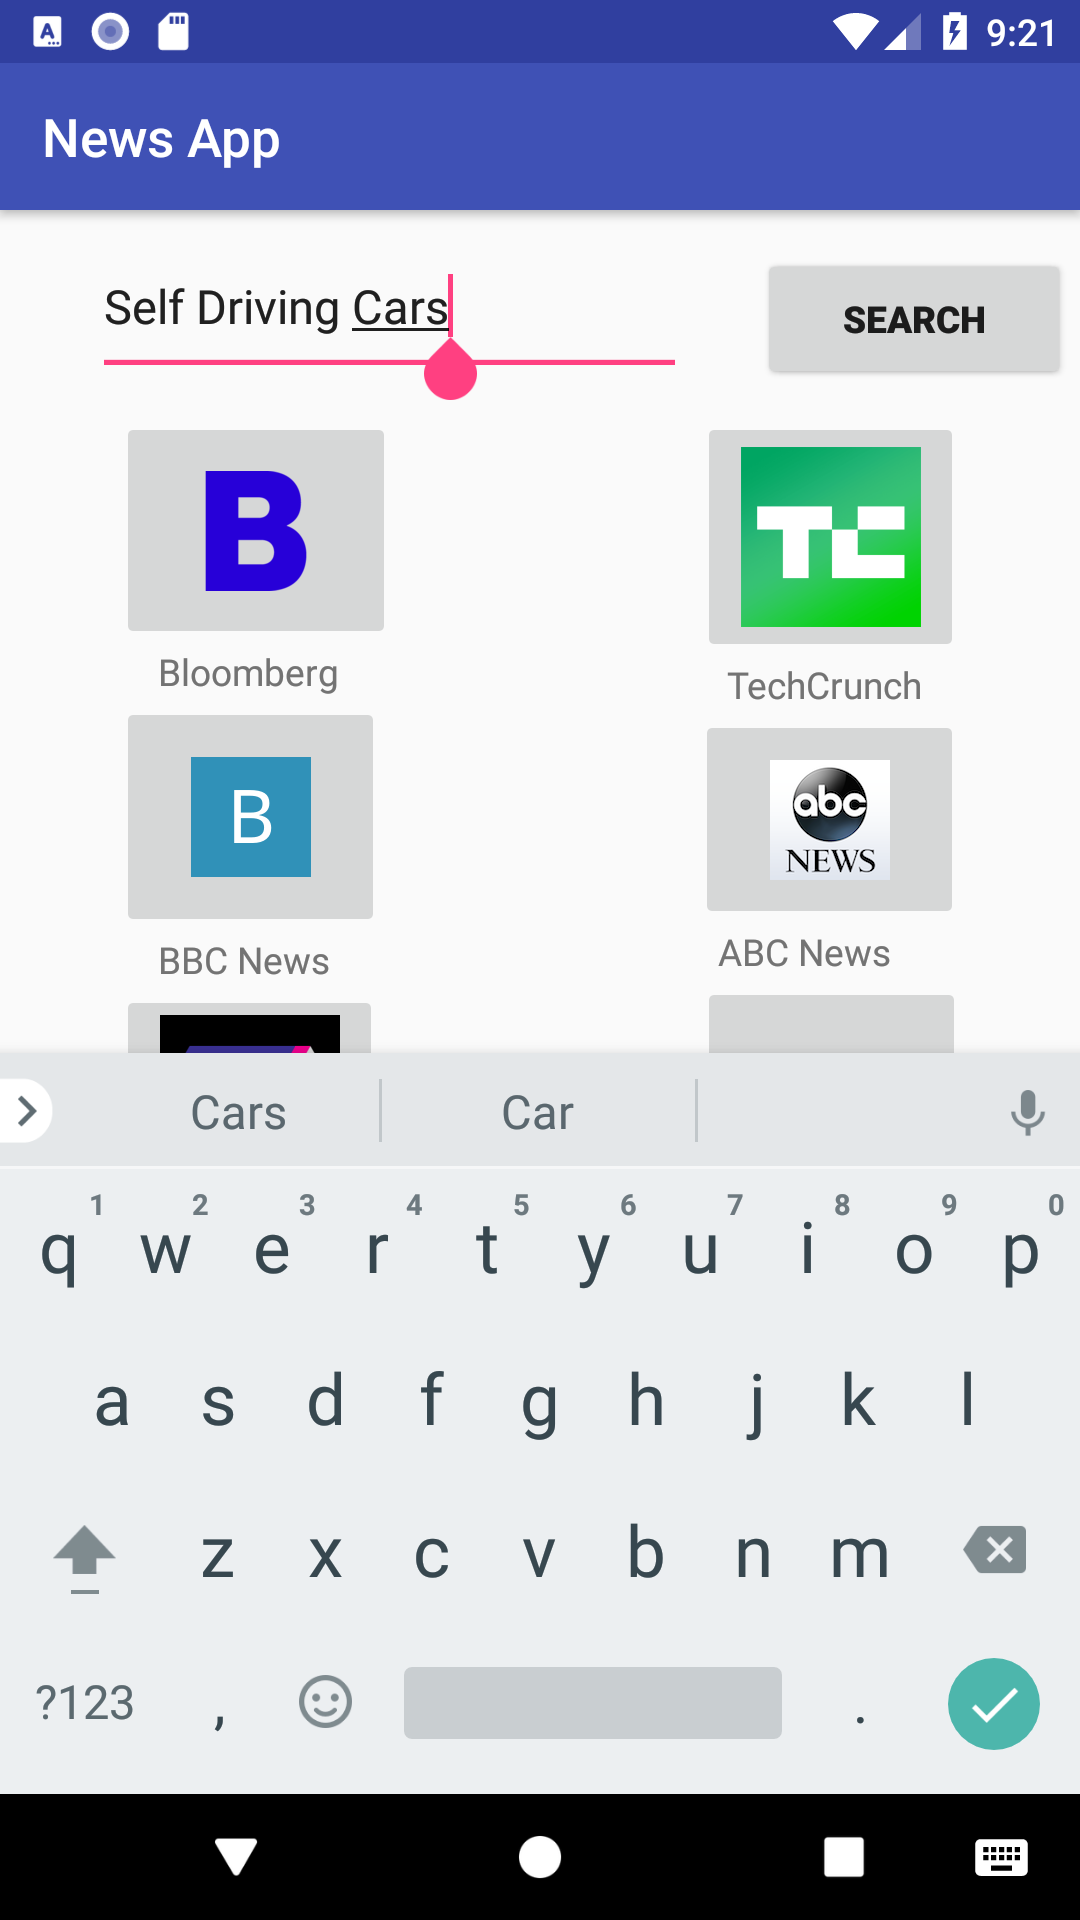 9:21
News App
Self Driving Cars
SEARCH
B
TC
Bloomberg
TechCrunch
B
abc
NEWS
BBC News
ABC News
Cars Car
1 2 3 4 5 6 7 8 9 0
q w e r t y u i o p
a s d f g h j k l
z x c v b n m
?123 , .